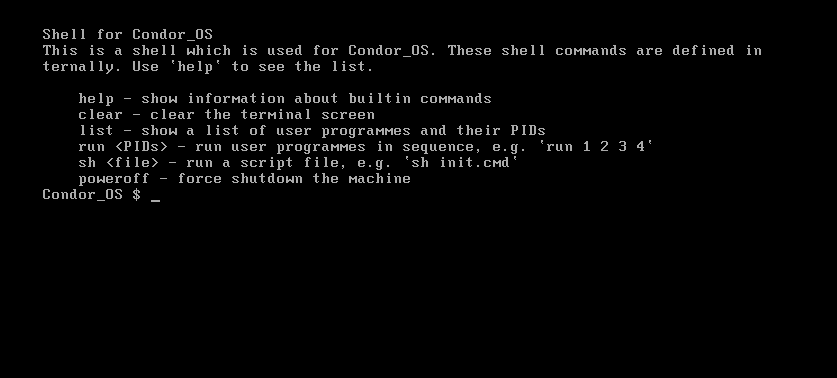 Shell for Condor_OS
This is a shell which is used for Condor_OS. These shell commands are defined in
ternally. Use `help` to see the list.
help - show information about builtin commands
clear - clear the terminal screen
list - show a list of user programmes and their PIDs
run <PIDs> - run user programmes in sequence, e.g. `run 1 2 3 4`
sh <file> - run a script file, e.g. `sh init.cmd`
poweroff - force shutdown the machine
Condor_OS $ _